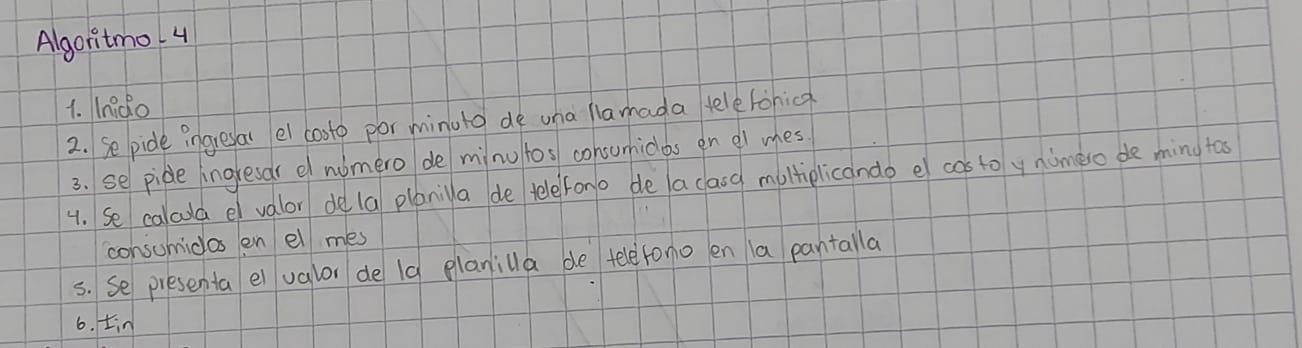 Algoritmo-4
1. Inicio
2. Se pide ingresar el costo por minuto de una llamada telefónica
3. se pide ingresar el número de minutos consumidos en el mes.
4. Se calcula el valor de la planilla de teléfono de la casa multiplicando el costo y número de minutos
consumidos en el mes
5. Se presenta el valor de la planilla de teléfono en la pantalla
6. Fin